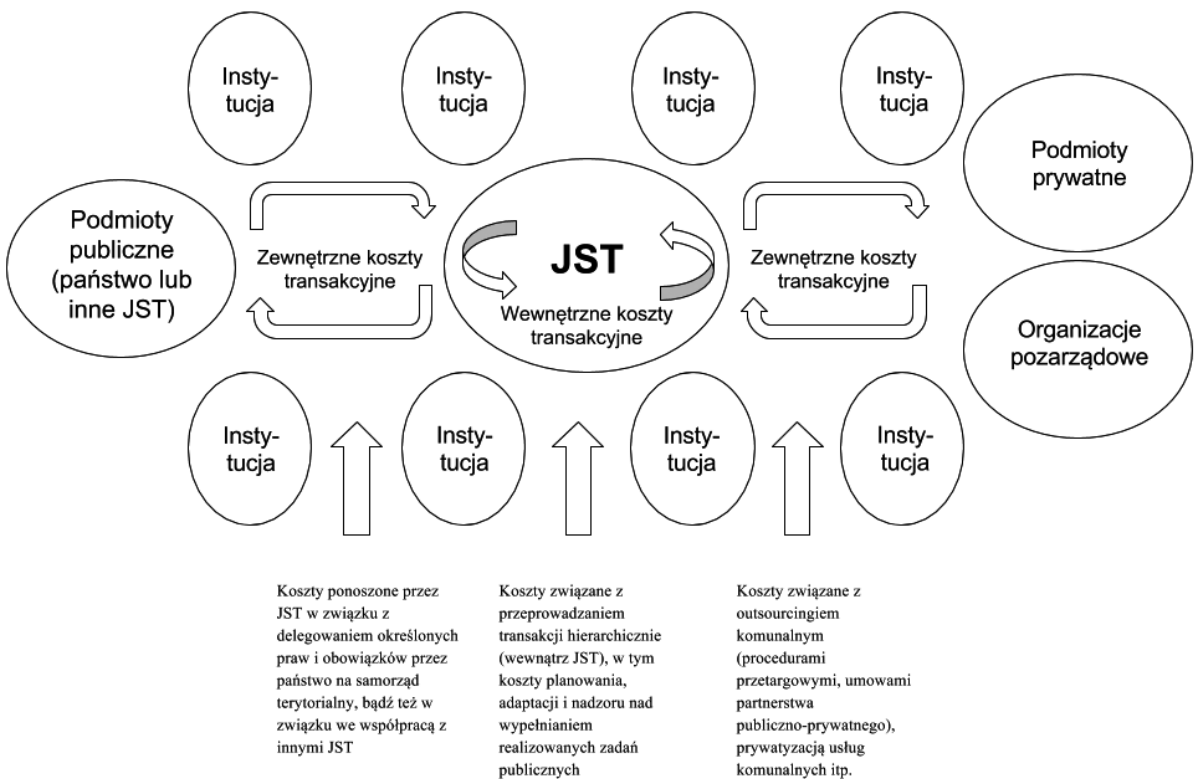 Insty-
tucja
Insty-
tucja
Insty-
tucja
Insty-
tucja
Podmioty
publiczne
(państwo lub
inne JST)
Zewnętrzne koszty
transakcyjne
JST
Wewnętrzne koszty
transakcyjne
Zewnętrzne koszty
transakcyjne
Podmioty
prywatne
Organizacje
pozarządowe
Insty-
tucja
Insty-
tucja
Insty-
tucja
Insty-
tucja
Koszty ponoszone przez
JST w związku z
delegowaniem określonych
praw i obowiązków przez
państwo na samorząd
terytorialny, bądź też w
związku we współpracą z
innymi JST
Koszty związane z
przeprowadzaniem
transakcji hierarchicznie
(wewnątrz JST), w tym
koszty planowania,
adaptacji i nadzoru nad
wypełnianiem
realizowanych zadań
publicznych
Koszty związane z
outsourcingiem
komunalnym
(procedurami
przetargowymi, umowami
partnerstwa
publiczno-prywatnego),
prywatyzacją usług
komunalnych itp.